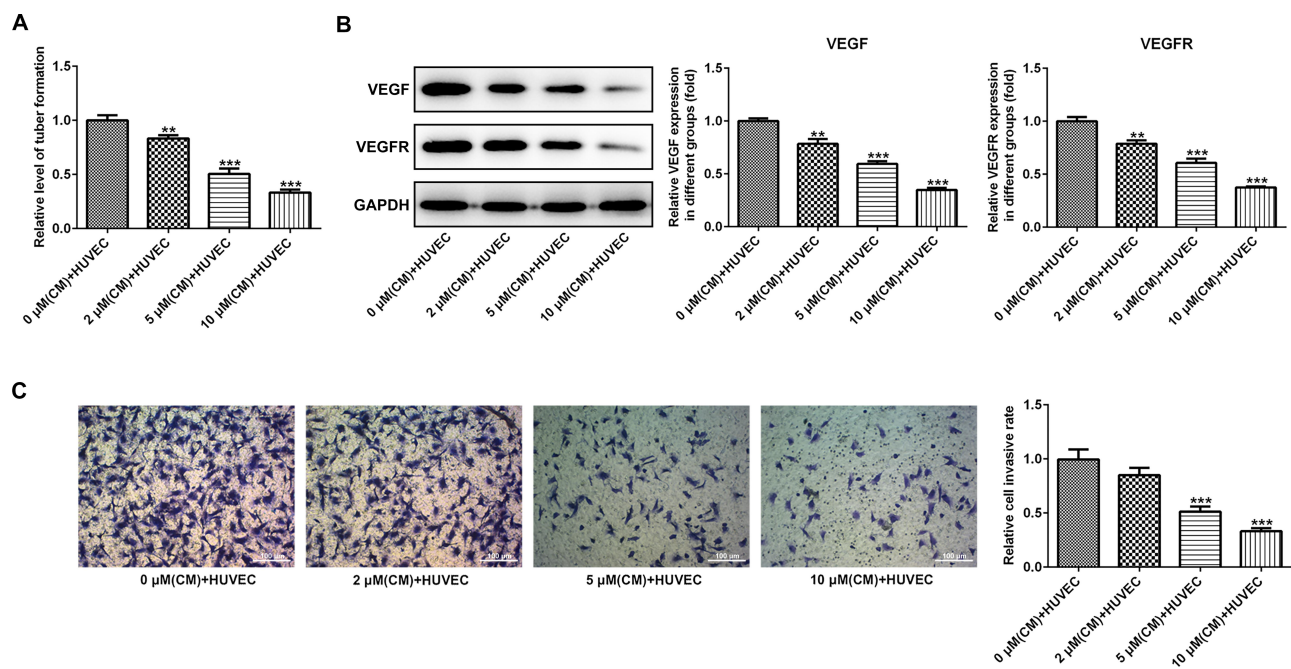 A
Relative level of tuber formation
1.5
1.0
0.5
0.0
**
***
***
0 µM(CM)+HUVEC
2 µM(CM)+HUVEC
5 µM(CM)+HUVEC
10 µM(CM)+HUVEC
B
VEGF
VEGFR
GAPDH
0 µM(CM)+HUVEC
2 µM(CM)+HUVEC
5 µM(CM)+HUVEC
10 µM(CM)+HUVEC
VEGF
Relative VEGF expression
in different groups (fold)
1.5
1.0
0.5
0.0
**
***
***
0 µM(CM)+HUVEC
2 µM(CM)+HUVEC
5 µM(CM)+HUVEC
10 µM(CM)+HUVEC
VEGFR
Relative VEGFR expression
in different groups (fold)
1.5
1.0
0.5
0.0
**
***
***
0 µM(CM)+HUVEC
2 µM(CM)+HUVEC
5 µM(CM)+HUVEC
10 µM(CM)+HUVEC
C
100 µm
100 µm
100 µm
100 µm
0 µM(CM)+HUVEC
2 µM(CM)+HUVEC
5 µM(CM)+HUVEC
10 µM(CM)+HUVEC
Relative cell invasive rate
1.5
1.0
0.5
0.0
***
***
0 µM(CM)+HUVEC
2 µM(CM)+HUVEC
5 µM(CM)+HUVEC
10 µM(CM)+HUVEC